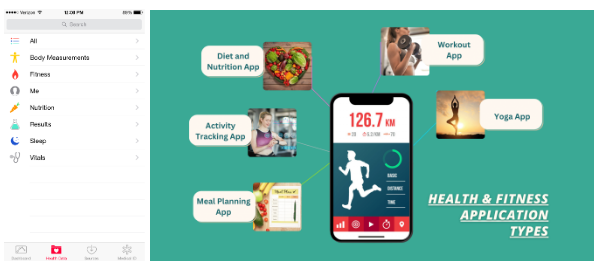 Verizon 12:08 PM
Search
All
Body Measurements
Fitness
Me
Nutrition
Results
Sleep
Vitals
Dashboard
Health Data
Sources
Medical ID
Diet and
Nutrition App
Workout
App
Activity
Tracking App
Yoga App
Meal Planning
App
126.7 KM
BASIC
DISTANCE
TIME
HEALTH & FITNESS
APPLICATION
TYPES